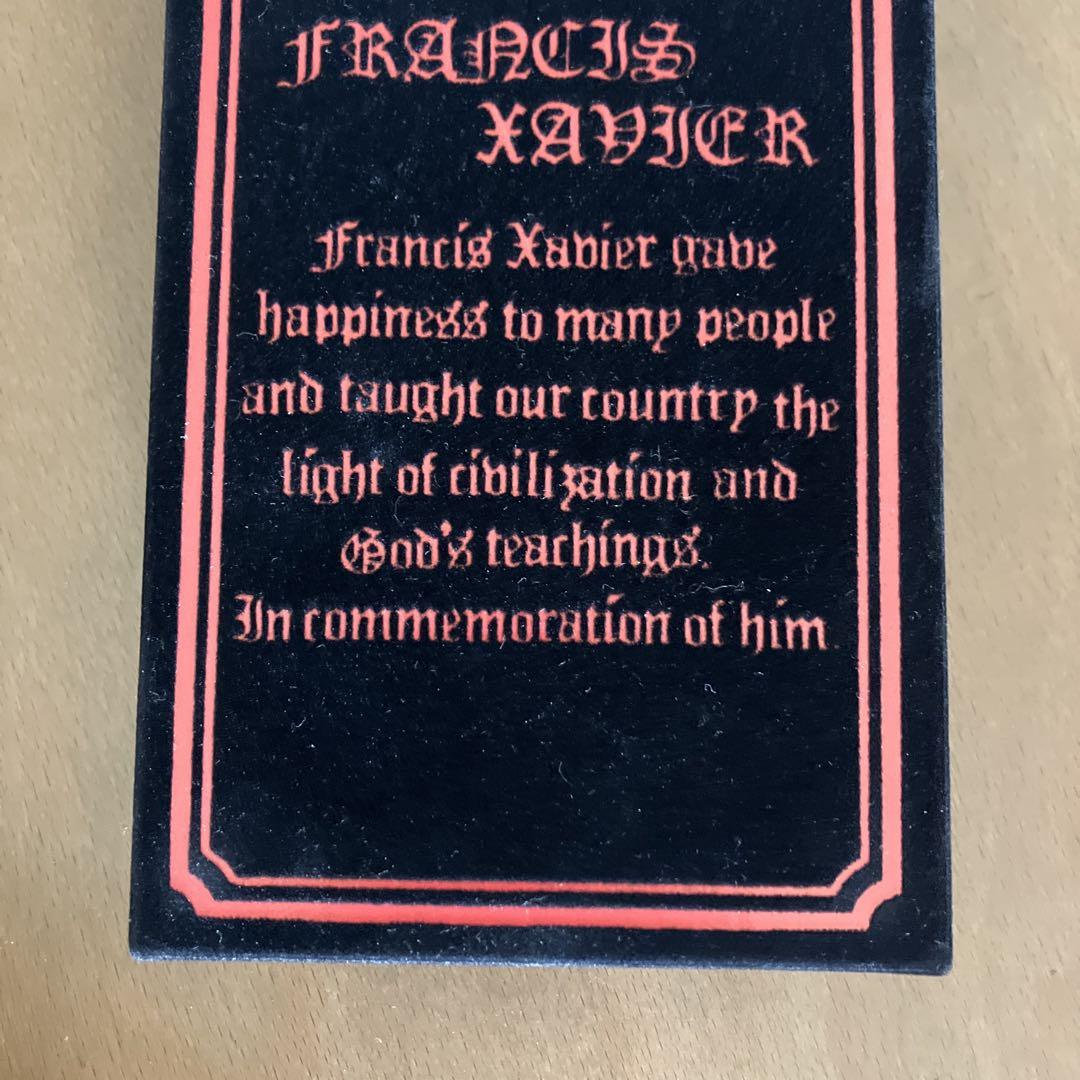 FRANCIS
XAVIER
Francis Xavier gave
happiness to many people
and taught our country the
light of civilization and
God's teachings.
In commemoration of him.